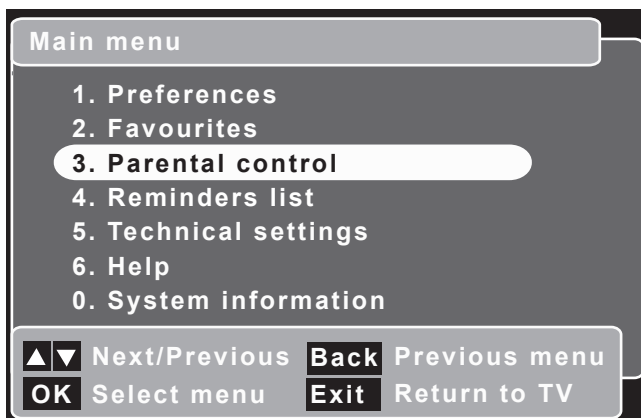 Main menu
1. Preferences
2. Favourites
3. Parental control
4. Reminders list
5. Technical settings
6. Help
0. System information
▲▼ Next/Previous Back Previous menu
OK Select menu Exit Return to TV